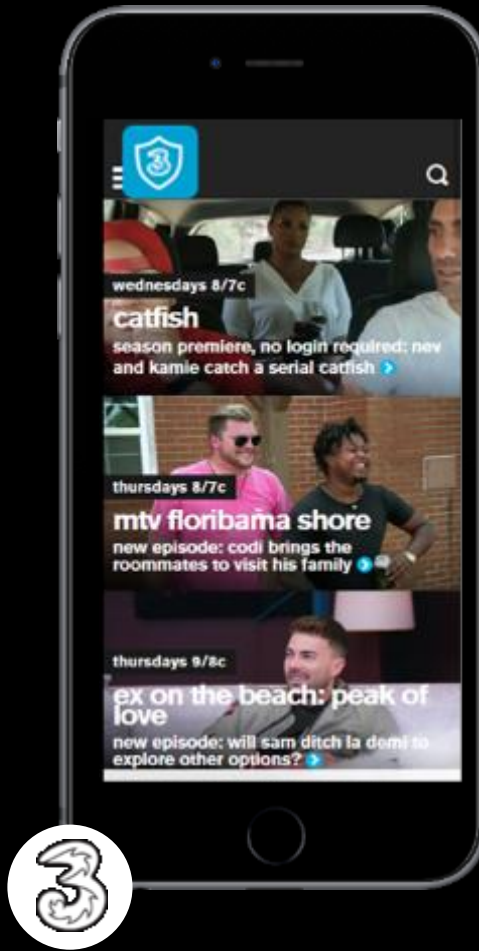 3
wednesdays 8/7c
catfish
season premiere, no login required: nev
and kamie catch a serial catfish
thursdays 8/7c
mtv floribama shore
new episode: codi brings the
roommates to visit his family
thursdays 9/8c
ex on the beach: peak of
love
new episode: will sam ditch la demi to
explore other options?
3